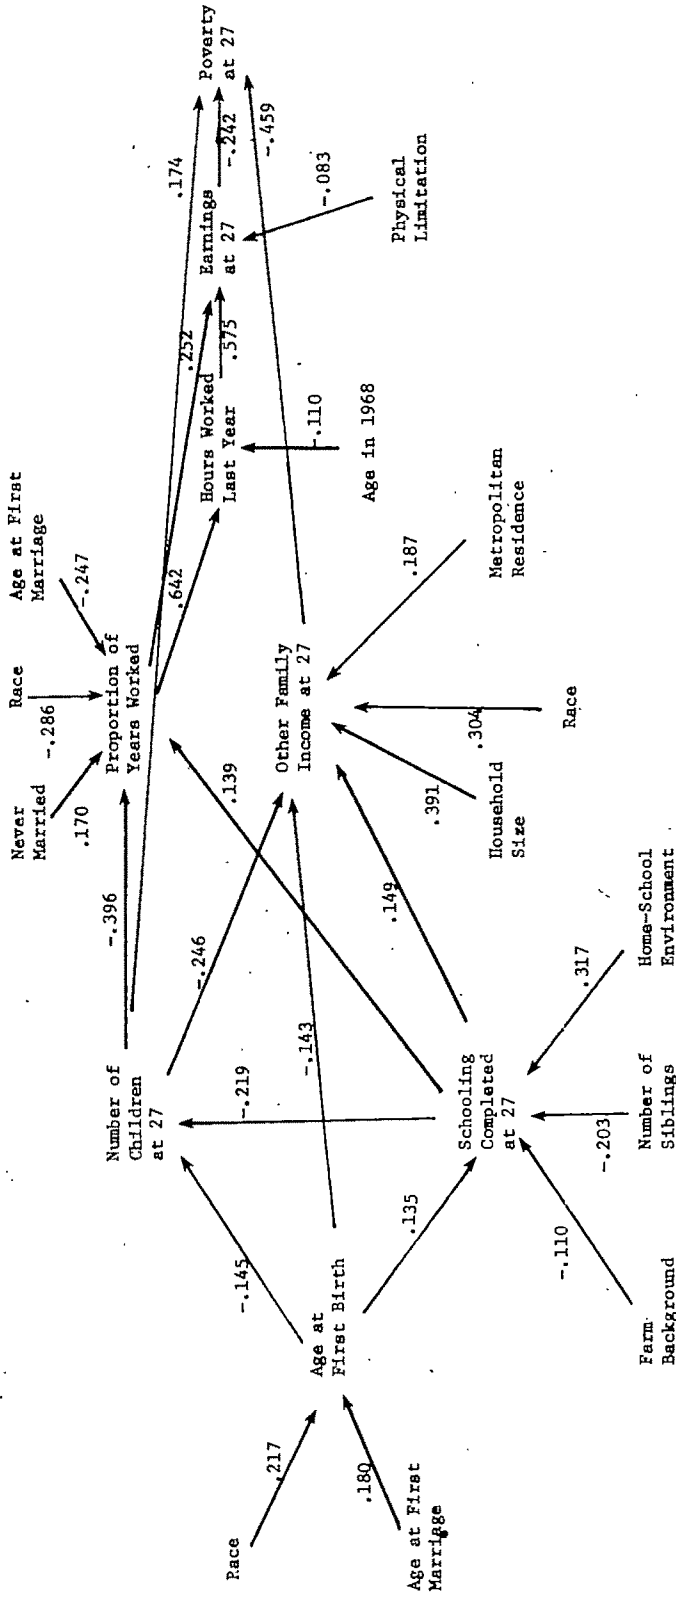 Race
.217
Age at First
Marriage
.180
Age at
First Birth
-.145
.135
-.143
Farm
Background
-.110
Number of
Siblings
-.203
Home-School
Environment
.317
Schooling
Completed
at 27
-.219
.139
.149
Number of
Children
at 27
-.396
-.246
.174
Never
Married
.170
Race
-.286
Age at First
Marriage
-.247
Proportion of
Years Worked
.252
.642
Other Family
Income at 27
Household
Size
.391
Race
.304
Metropolitan
Residence
.187
-.459
Hours Worked
Last Year
.575
Age in 1968
-.110
Earnings
at 27
-.242
Physical
Limitation
-.083
Poverty
at 27